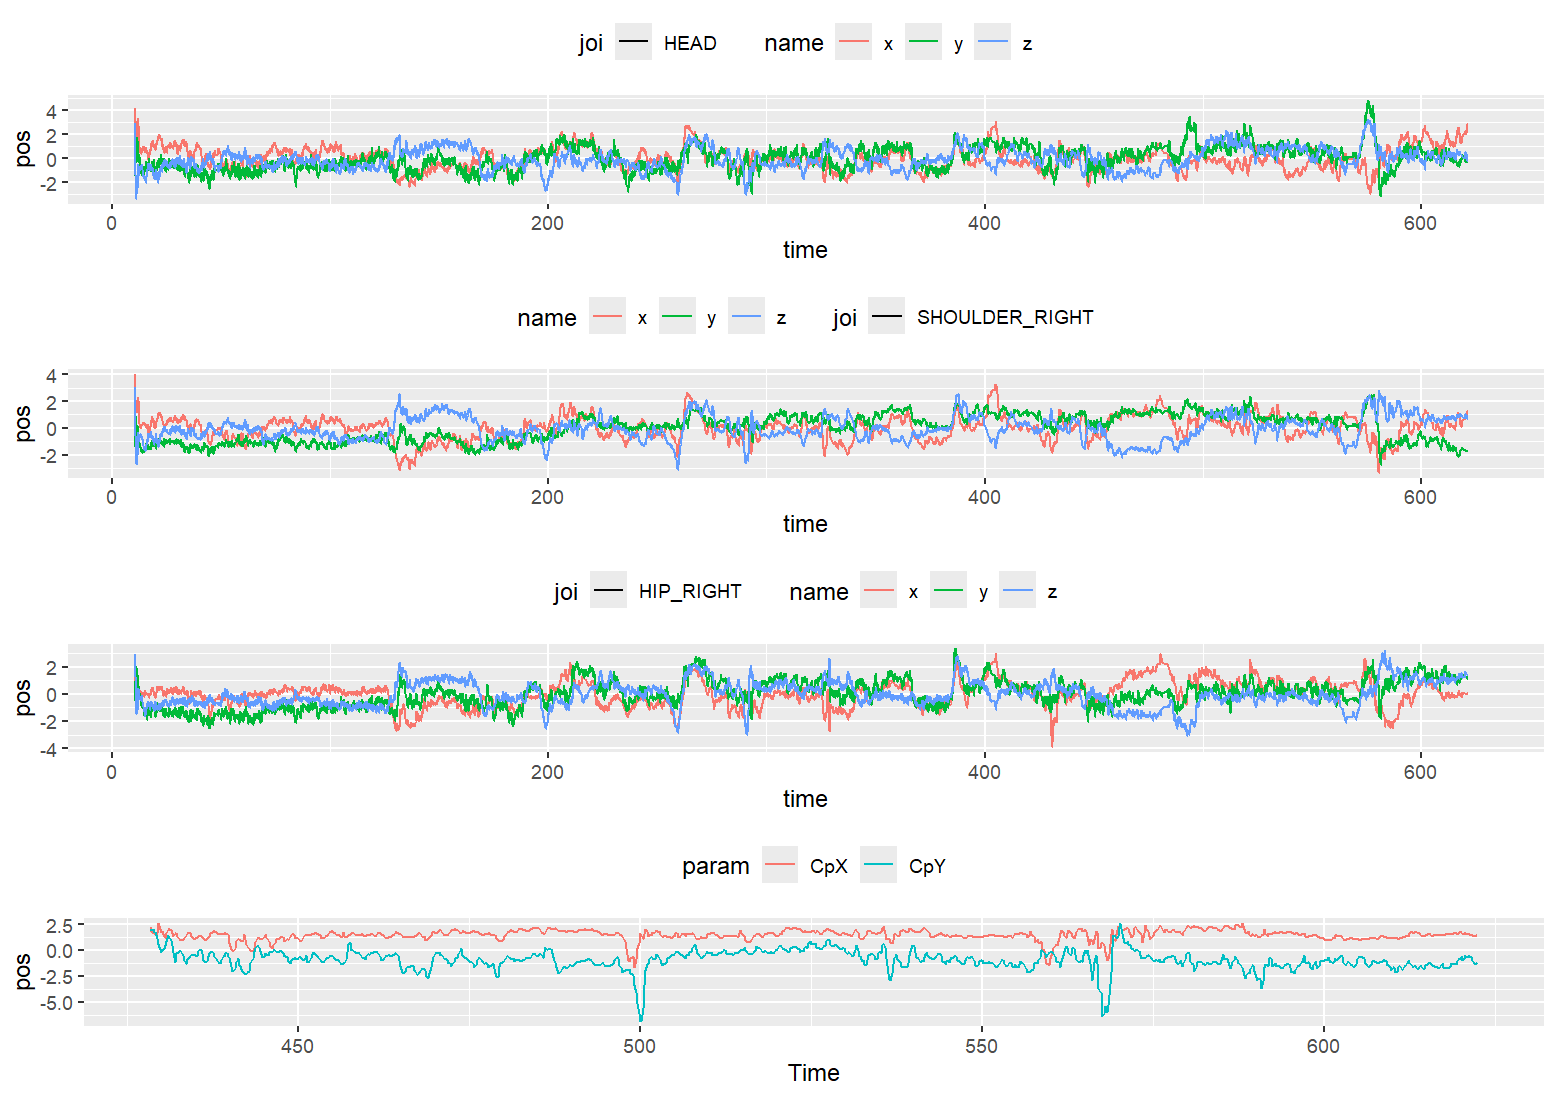 joi HEAD name x y z
pos
4
2
0
-2
0 200 400 600
time
name x y z joi SHOULDER_RIGHT
pos
4
2
0
-2
0 200 400 600
time
joi HIP_RIGHT name x y z
pos
2
0
-2
-4
0 200 400 600
time
param CpX CpY
pos
2.5
0.0
-2.5
-5.0
450 500 550 600
Time